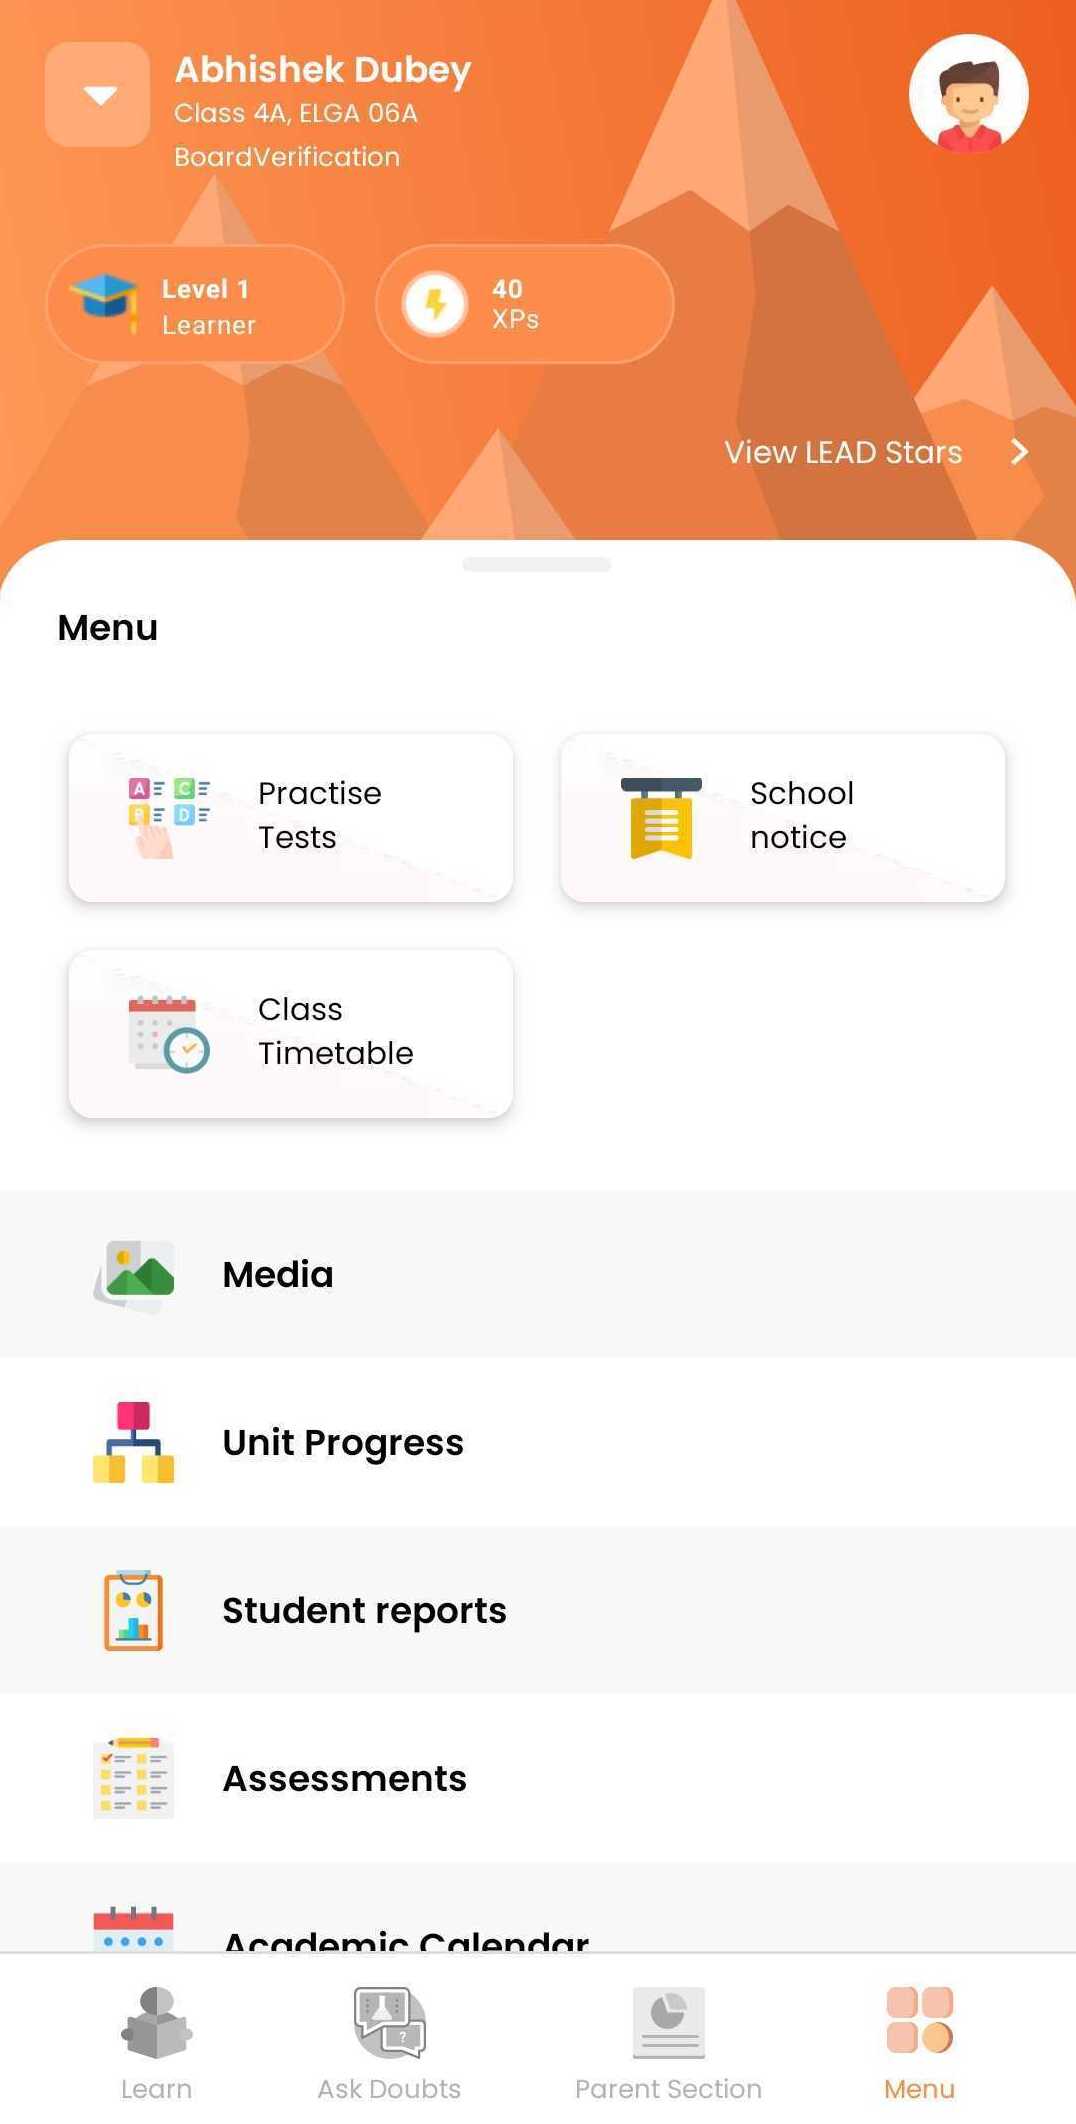 Abhishek Dubey
Class 4A, ELGA 06A
BoardVerification
Level 1
Learner
40
XPs
View LEAD Stars
Menu
Practise
Tests
School
notice
Class
Timetable
Media
Unit Progress
Student reports
Assessments
Academic Calendar
Learn
Ask Doubts
Parent Section
Menu